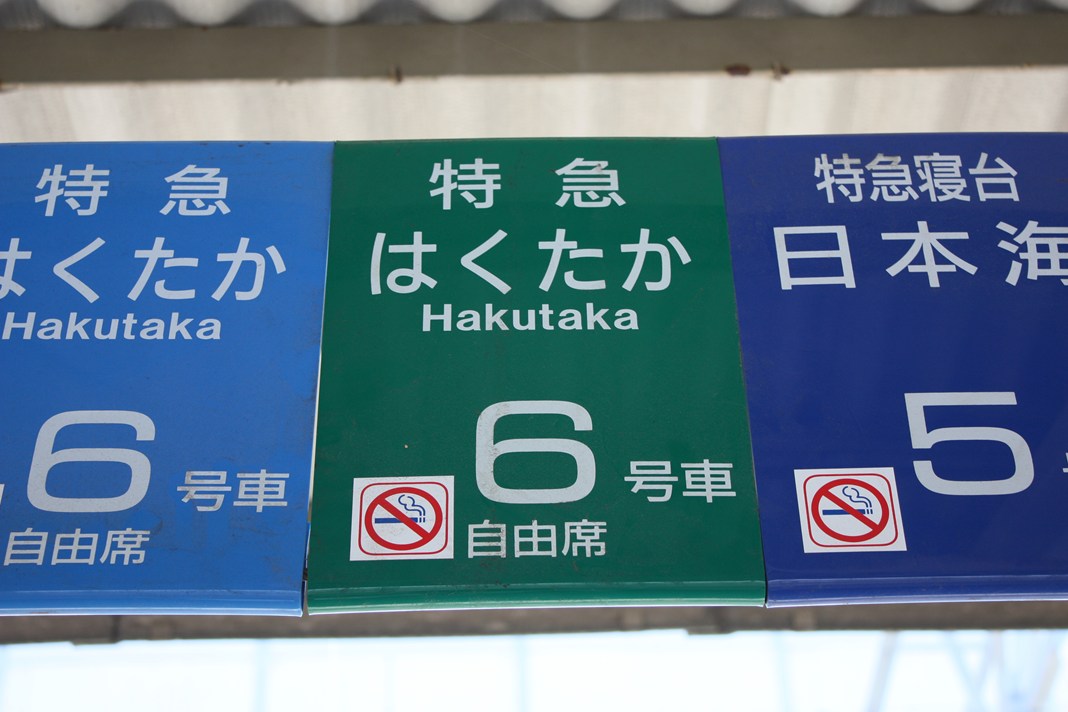 特急
はくたか
Hakutaka
6号車
自由席
特急
はくたか
Hakutaka
6号車
自由席
特急寝台
日本海
5